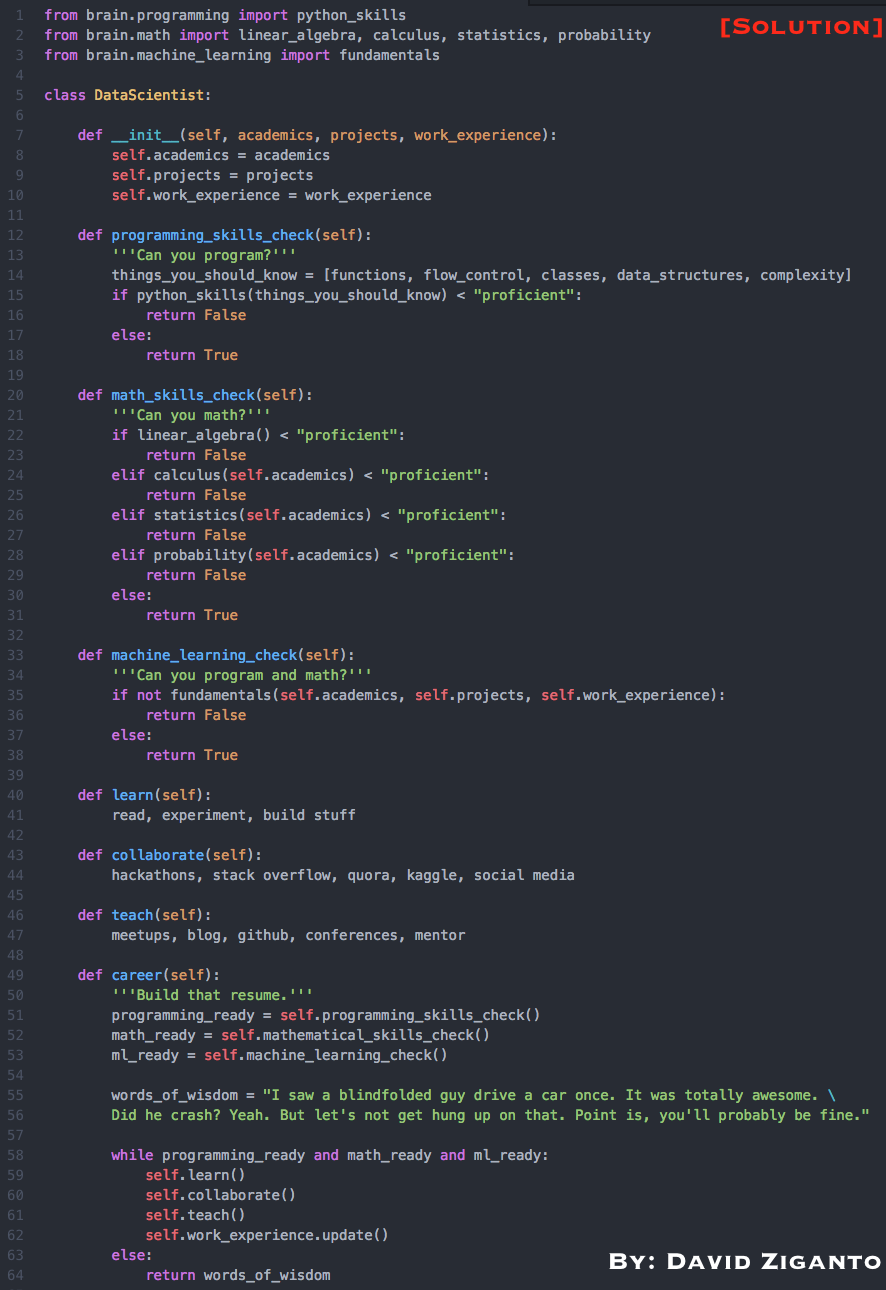 [Solution]
1 from brain.programming import python_skills
2 from brain.math import linear_algebra, calculus, statistics, probability
3 from brain.machine_learning import fundamentals
4
5 class DataScientist:
6
7     def __init__(self, academics, projects, work_experience):
8         self.academics = academics
9         self.projects = projects
10         self.work_experience = work_experience
11
12     def programming_skills_check(self):
13         '''Can you program?'''
14         things_you_should_know = [functions, flow_control, classes, data_structures, complexity]
15         if python_skills(things_you_should_know) < "proficient":
16             return False
17         else:
18             return True
19
20     def math_skills_check(self):
21         '''Can you math?'''
22         if linear_algebra() < "proficient":
23             return False
24         elif calculus(self.academics) < "proficient":
25             return False
26         elif statistics(self.academics) < "proficient":
27             return False
28         elif probability(self.academics) < "proficient":
29             return False
30         else:
31             return True
32
33     def machine_learning_check(self):
34         '''Can you program and math?'''
35         if not fundamentals(self.academics, self.projects, self.work_experience):
36             return False
37         else:
38             return True
39
40     def learn(self):
41         read, experiment, build stuff
42
43     def collaborate(self):
44         hackathons, stack overflow, quora, kaggle, social media
45
46     def teach(self):
47         meetups, blog, github, conferences, mentor
48
49     def career(self):
50         '''Build that resume.'''
51         programming_ready = self.programming_skills_check()
52         math_ready = self.mathematical_skills_check()
53         ml_ready = self.machine_learning_check()
54
55         words_of_wisdom = "I saw a blindfolded guy drive a car once. It was totally awesome. \
56         Did he crash? Yeah. But let's not get hung up on that. Point is, you'll probably be fine."
57
58         while programming_ready and math_ready and ml_ready:
59             self.learn()
60             self.collaborate()
61             self.teach()
62             self.work_experience.update()
63         else:
64             return words_of_wisdom
By: David Ziganto